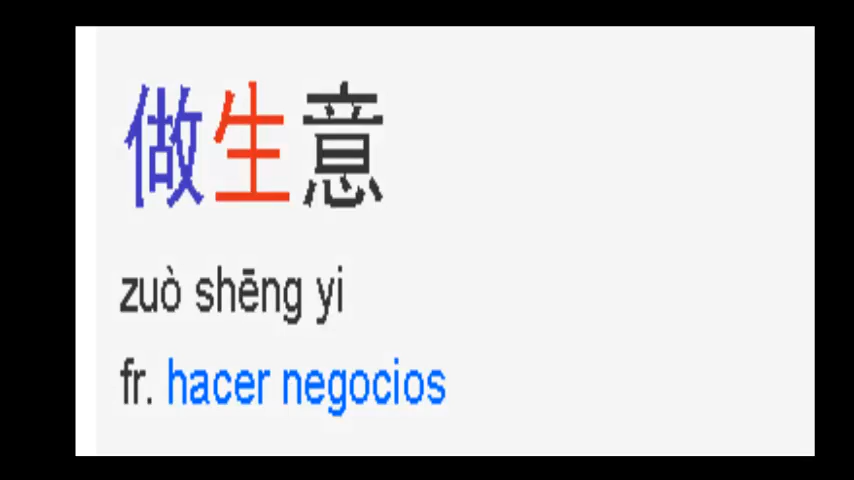 做生意
zuò shēng yi
fr. hacer negocios